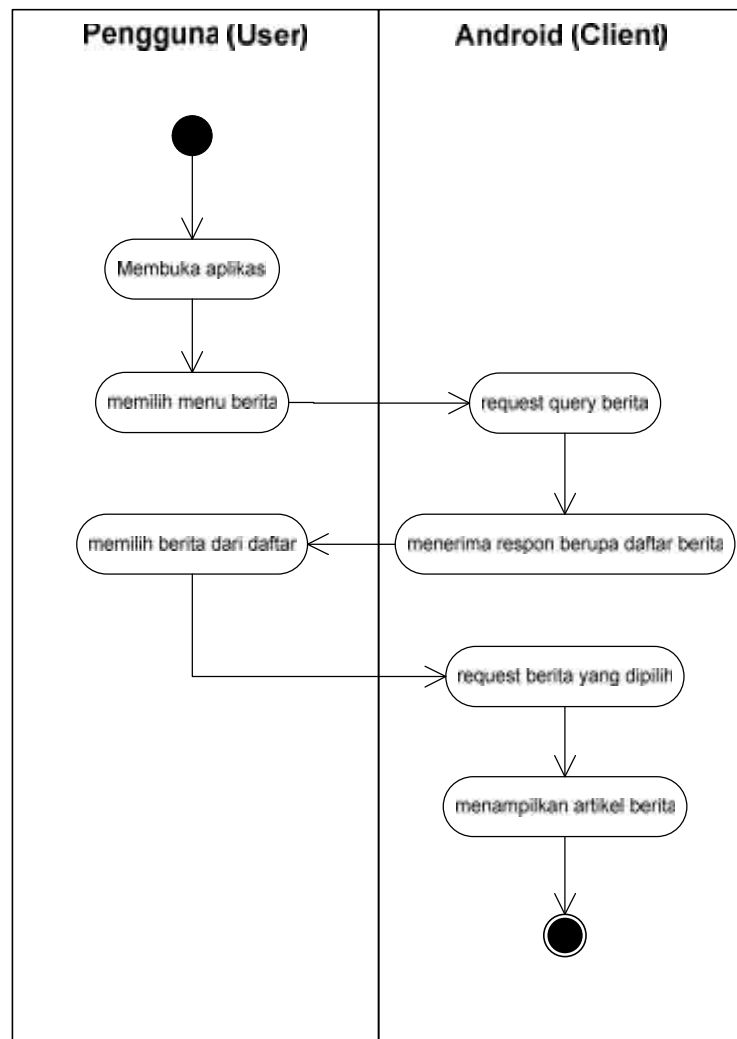 Pengguna (User)
Android (Client)
Membuka aplikas
memilih menu berita
request query berita
memilih berita dari daftar
menerima respon berupa daftar berita
request berita yang dipilih
menampilkan artikel berita